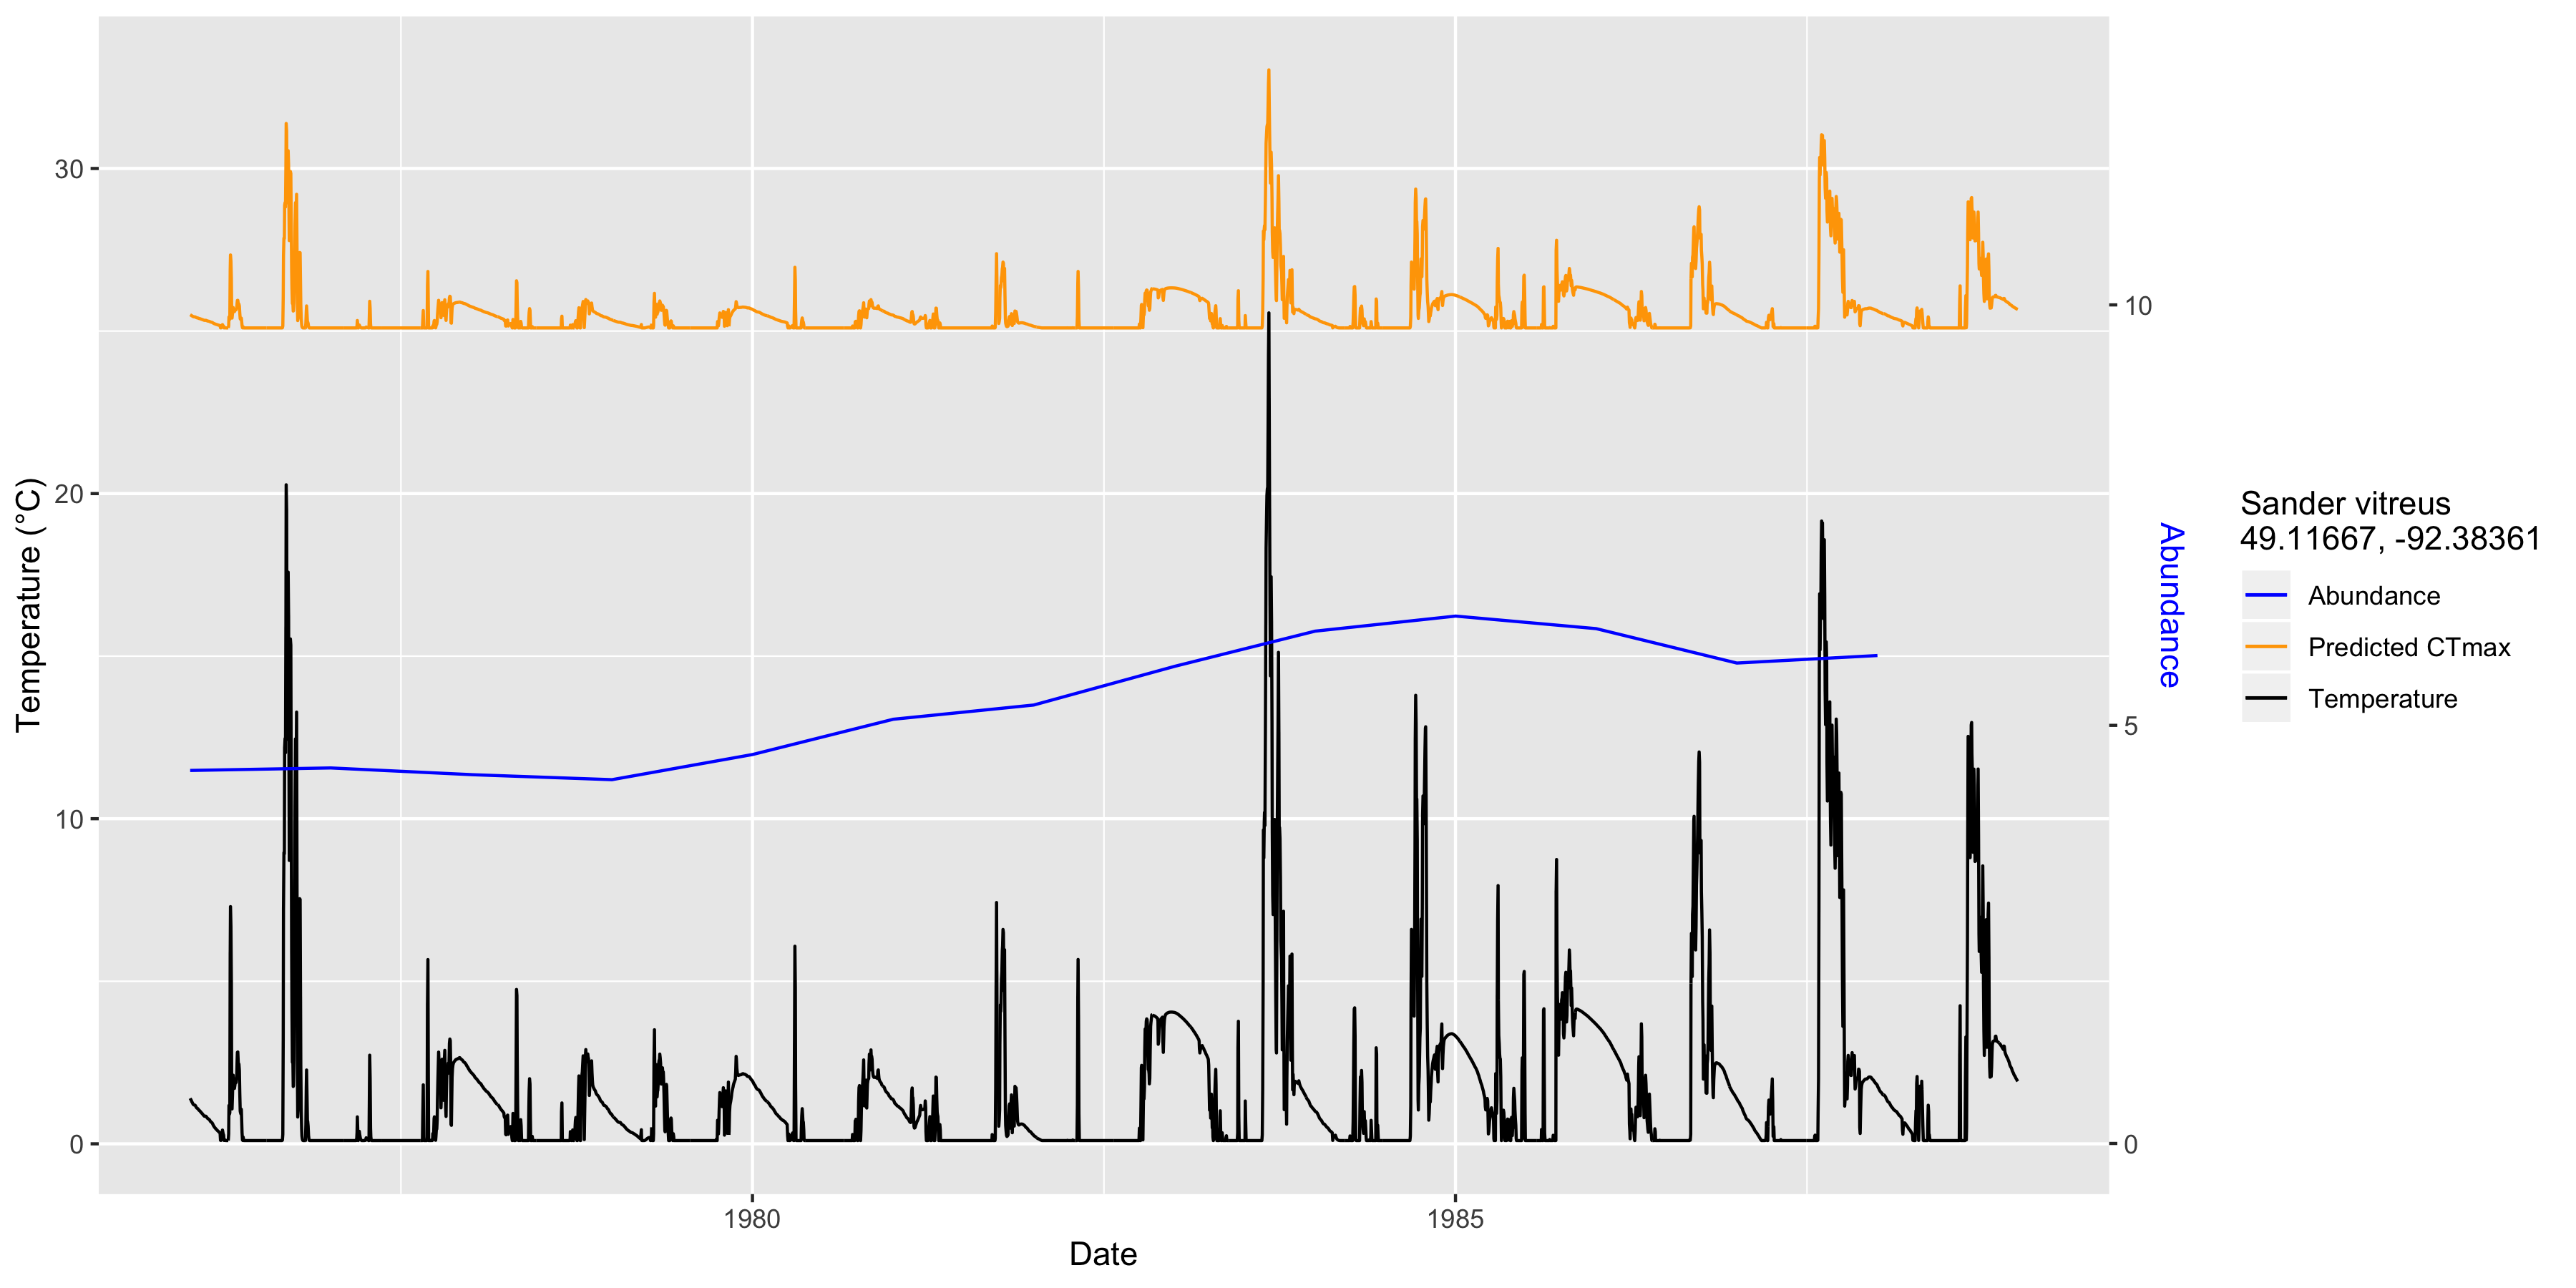 30
20
10
0
Temperature (°C)
1980
1985
Date
10
5
0
Abundance
Sander vitreus
49.11667, -92.38361
Abundance
Predicted CTmax
Temperature